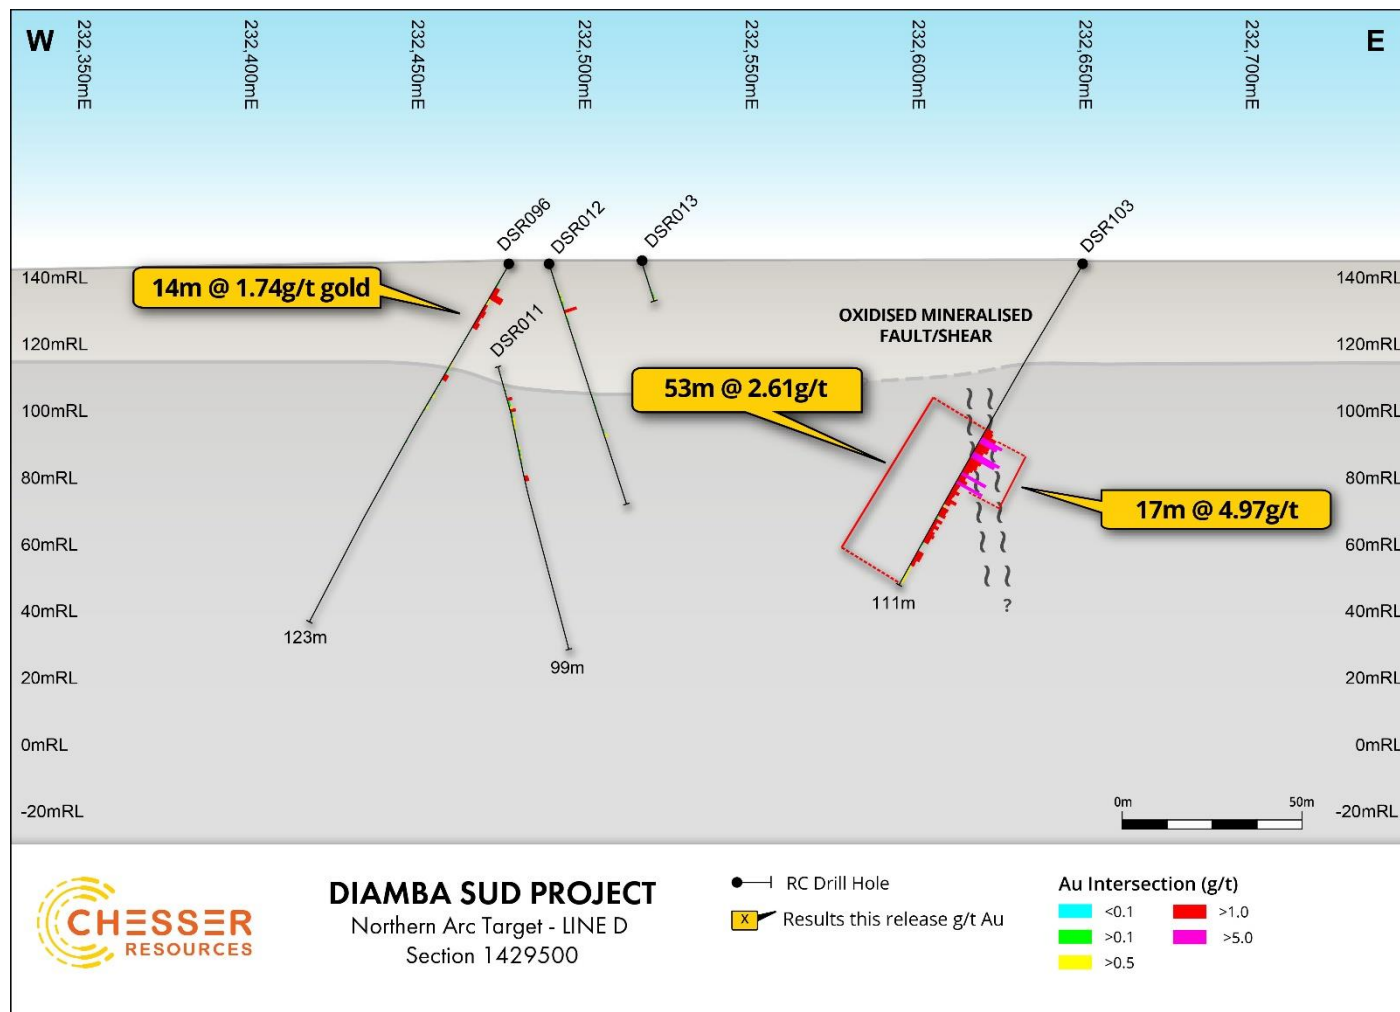 W
232,350mE
232,400mE
232,450mE
232,500mE
232,550mE
232,600mE
232,650mE
232,700mE
E
DSR096
DSR012
DSR013
DSR103
140mRL
140mRL
14m @ 1.74g/t gold
DSR011
OXIDISED MINERALISED
FAULT/SHEAR
120mRL
120mRL
53m @ 2.61g/t
100mRL
100mRL
80mRL
80mRL
17m @ 4.97g/t
60mRL
60mRL
111m
?
40mRL
40mRL
123m
99m
20mRL
20mRL
0mRL
0mRL
-20mRL
-20mRL
0m
50m
CHESSER
RESOURCES
DIAMBA SUD PROJECT
Northern Arc Target - LINE D
Section 1429500
RC Drill Hole
X
Results this release g/t Au
Au Intersection (g/t)
<0.1
>1.0
>0.1
>5.0
>0.5